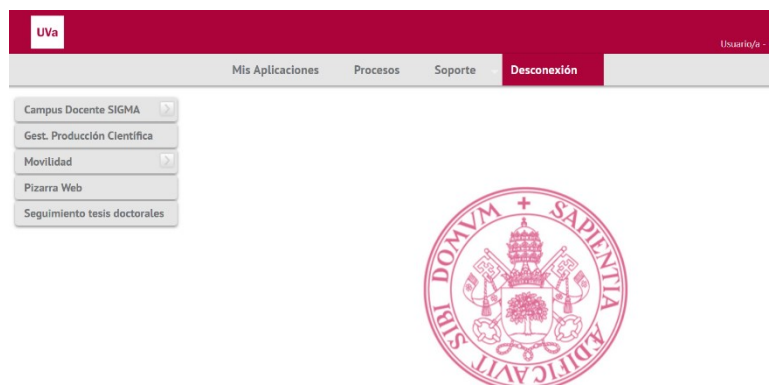 UVa
Usuario/a -
Mis Aplicaciones Procesos Soporte Desconexión
Campus Docente SIGMA
Gest. Producción Científica
Movilidad
Pizarra Web
Seguimiento tesis doctorales
SAPIENTIA ÆDIFICAVIT SIBI DOMVM